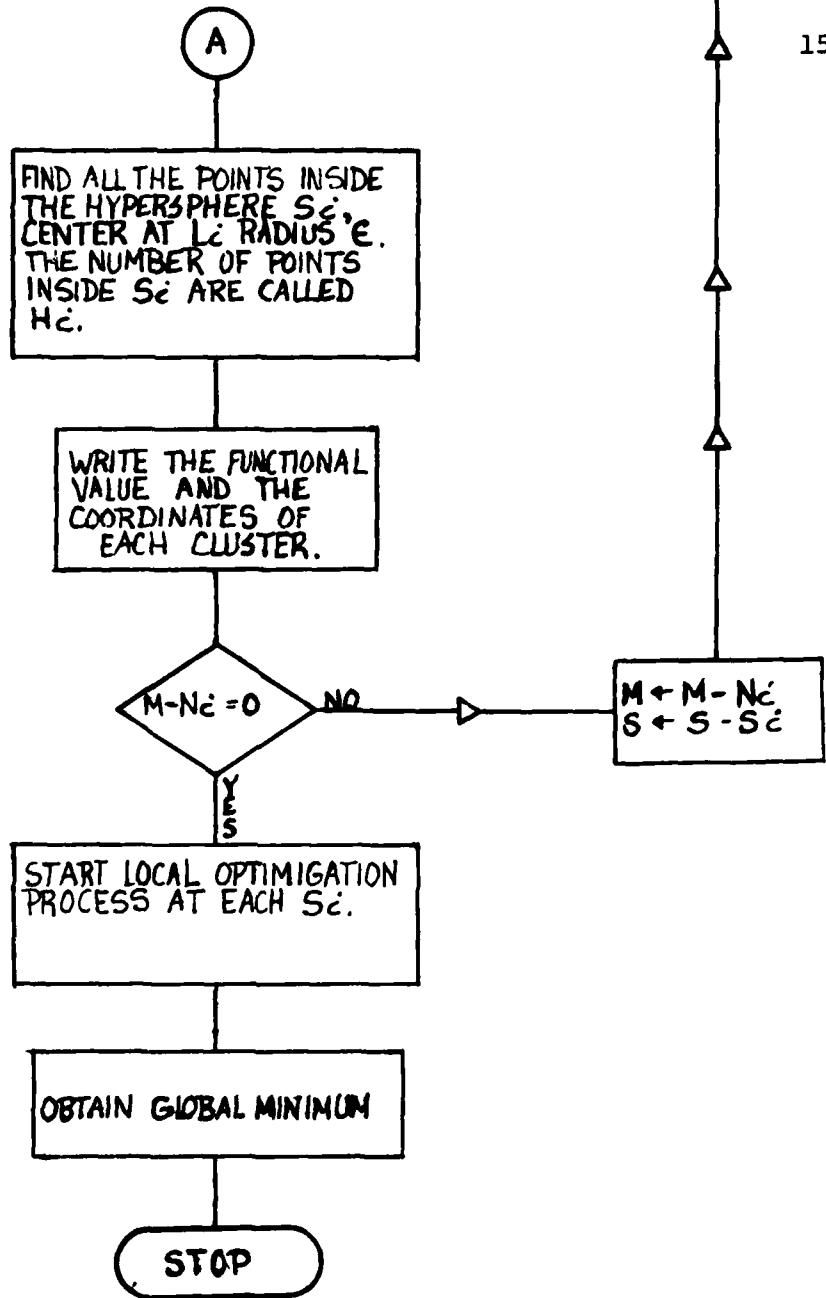 A
15
FIND ALL THE POINTS INSIDE
THE HYPERSPHERE Si,
CENTER AT Li RADIUS ϵ.
THE NUMBER OF POINTS
INSIDE Si ARE CALLED
Hi.
WRITE THE FUNCTIONAL
VALUE AND THE
COORDINATES OF
EACH CLUSTER.
M-Ni = 0
NO
M ← M - Ni
S ← S - Si
YES
START LOCAL OPTIMIGATION
PROCESS AT EACH Si.
OBTAIN GLOBAL MINIMUM
STOP